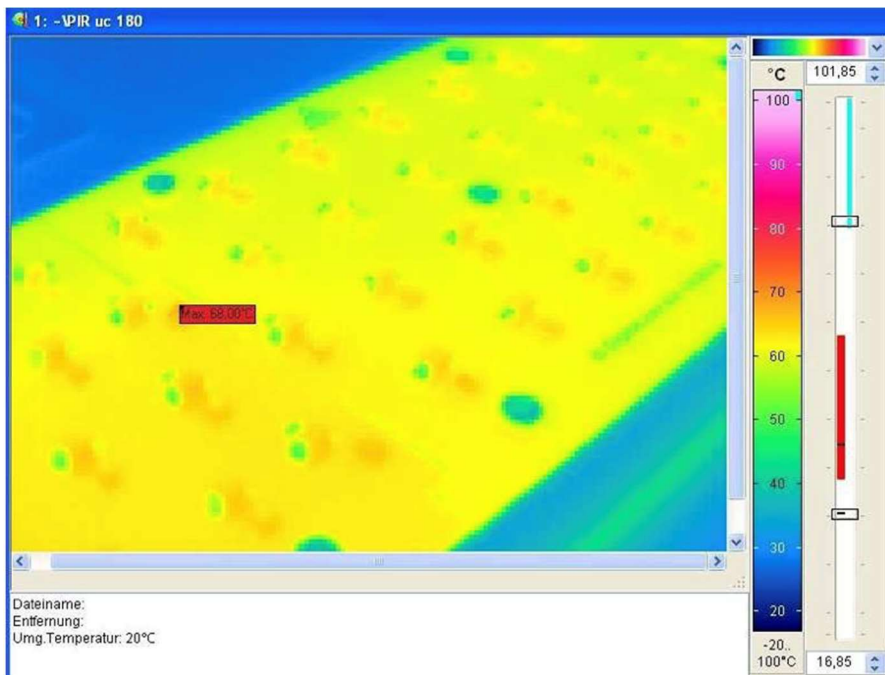 1: ~\PIR uc 180
°C
101,85
100
90
80
70
60
50
40
30
20
-20..
100°C
16,85
Max: 68,00°C
Dateiname:
Entfernung:
Umg.Temperatur: 20°C